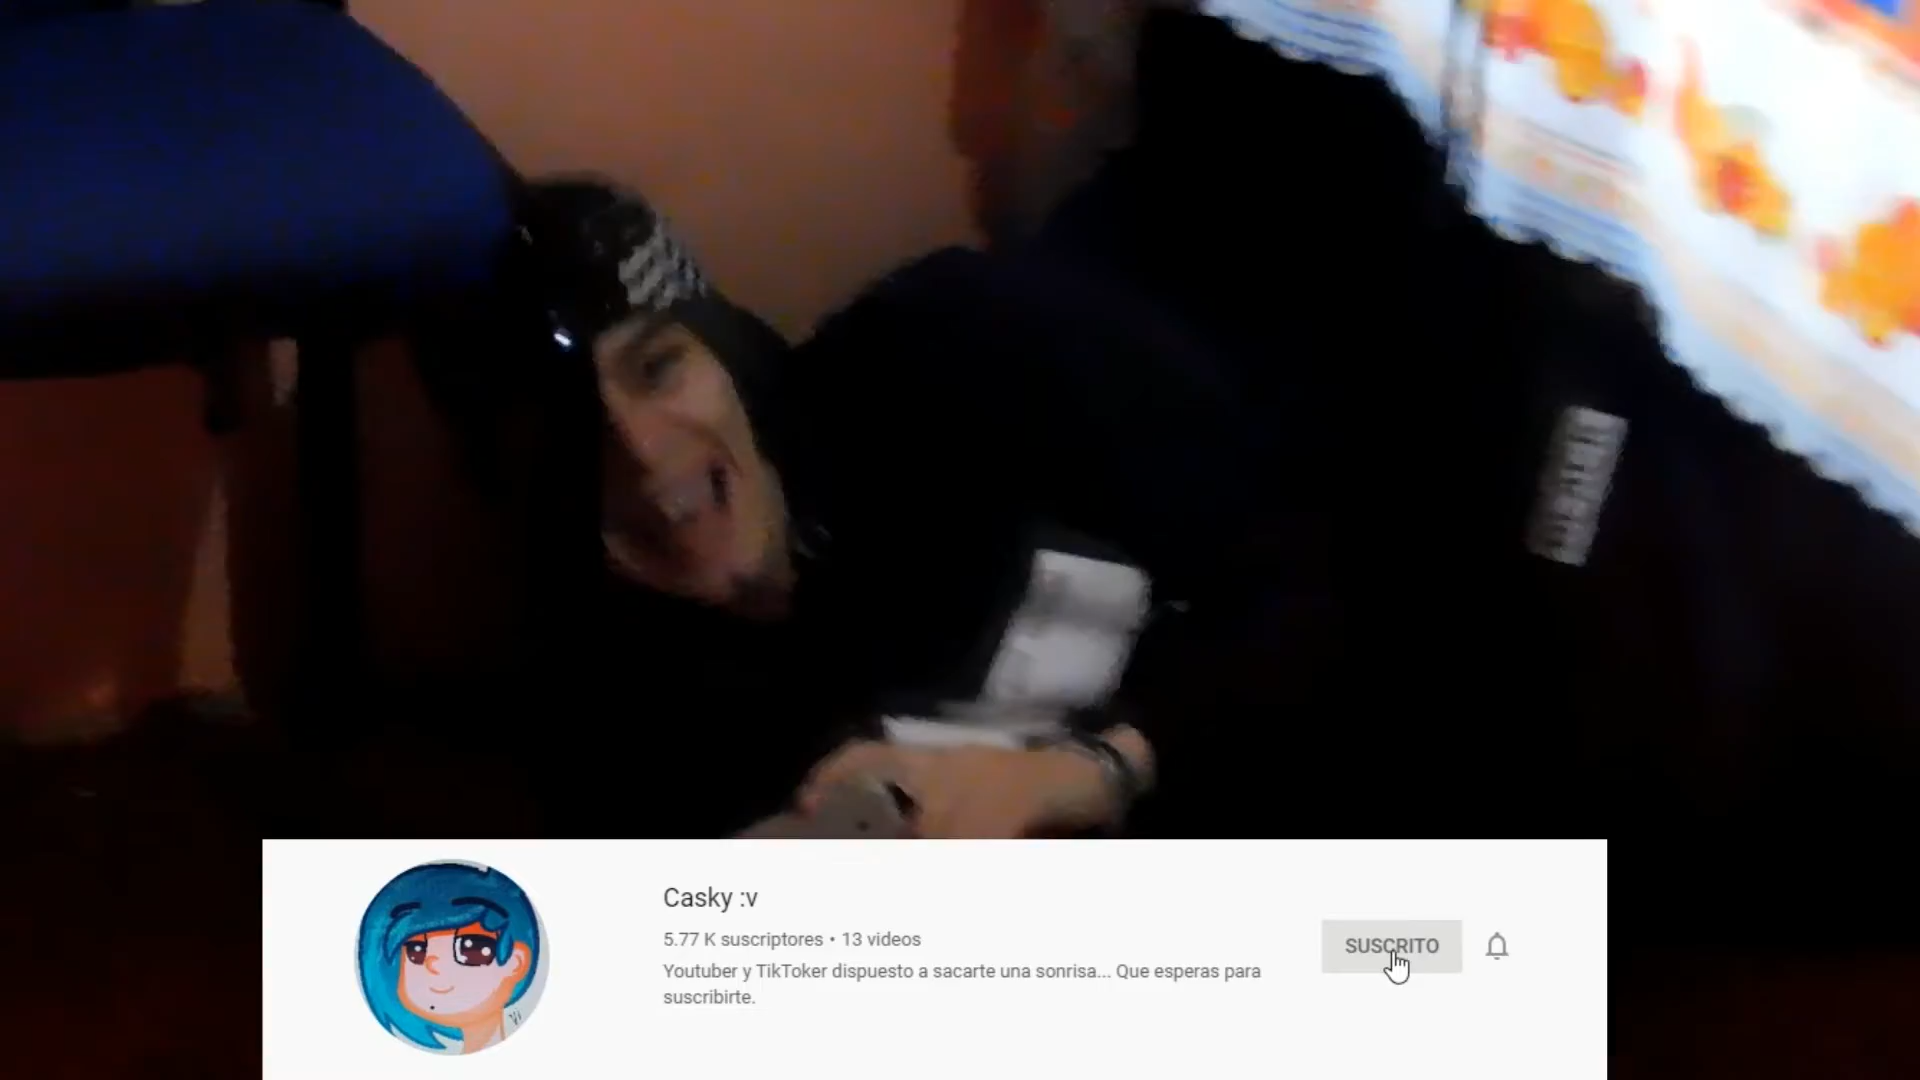 Casky :v
5.77 K suscriptores • 13 videos
SUSCRITO
Youtuber y TikToker dispuesto a sacarte una sonrisa... Que esperas para
suscribirte.